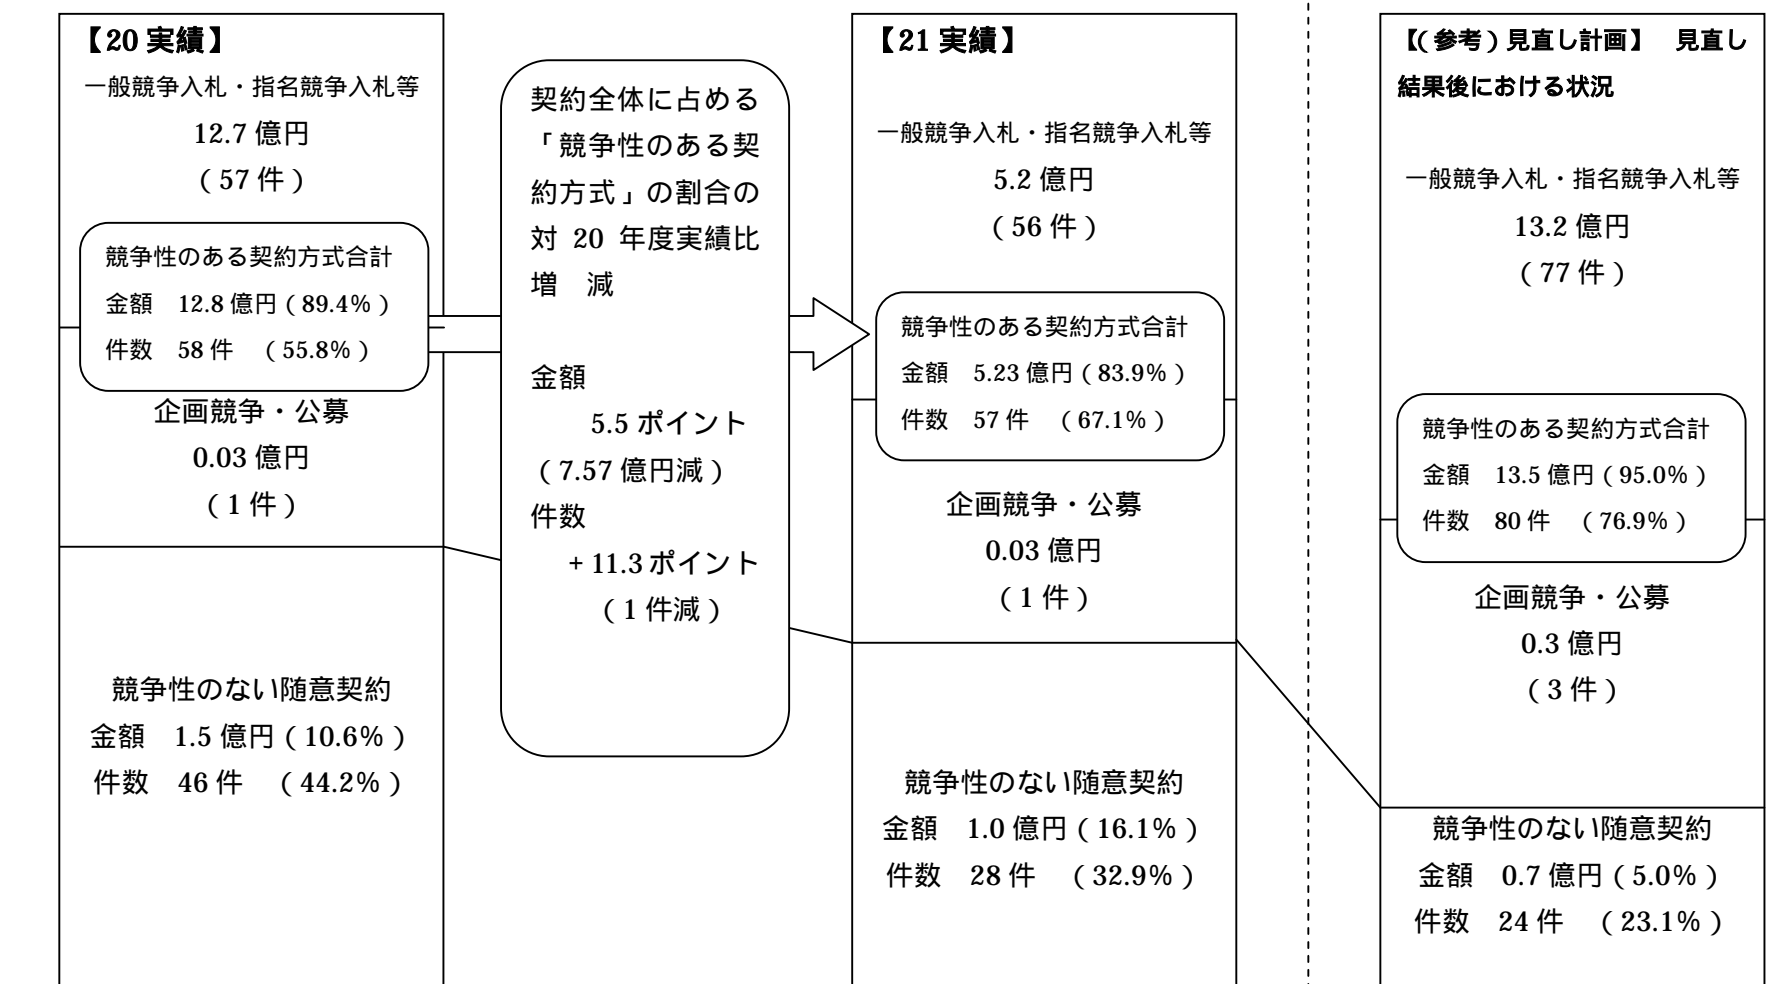 【20 実績】
一般競争入札・指名競争入札等
12.7 億円
（57 件）
競争性のある契約方式合計
金額　12.8 億円（89.4％）
件数　58 件　（55.8％）
企画競争・公募
0.03 億円
（1 件）
競争性のない随意契約
金額　1.5 億円（10.6％）
件数　46 件　（44.2％）
契約全体に占める
「競争性のある契
約方式」の割合の
対 20 年度実績比
増　減
金額
5.5 ポイント
（7.57 億円減）
件数
+ 11.3 ポイント
（1 件減）
【21 実績】
一般競争入札・指名競争入札等
5.2 億円
（56 件）
競争性のある契約方式合計
金額　5.23 億円（83.9％）
件数　57 件　（67.1％）
企画競争・公募
0.03 億円
（1 件）
競争性のない随意契約
金額　1.0 億円（16.1％）
件数　28 件　（32.9％）
【(参考）見直し計画】　見直し
結果後における状況
一般競争入札・指名競争入札等
13.2 億円
（77 件）
競争性のある契約方式合計
金額　13.5 億円（95.0％）
件数　80 件　（76.9％）
企画競争・公募
0.3 億円
（3 件）
競争性のない随意契約
金額　0.7 億円（5.0％）
件数　24 件　（23.1％）